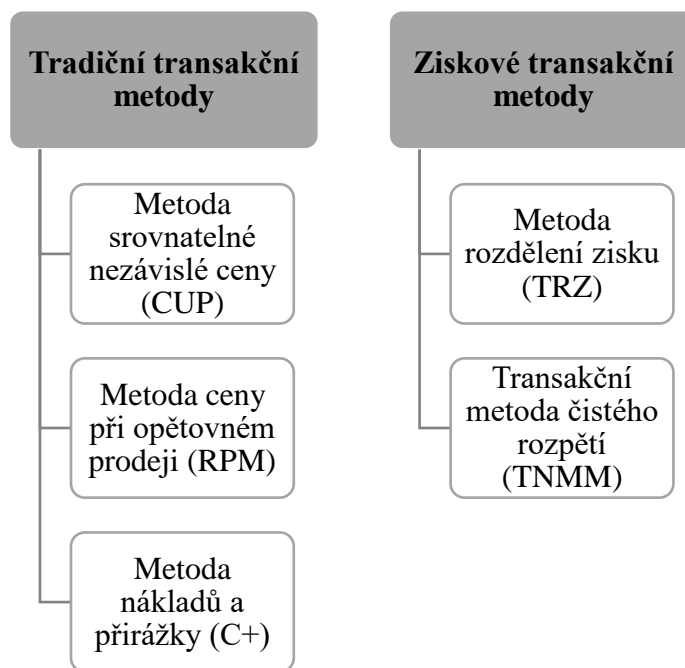 Tradiční transakční
metody
Metoda
srovnatelné
nezávislé ceny
(CUP)
Metoda ceny
při opětovném
prodeji (RPM)
Metoda
nákladů a
přirážky (C+)
Ziskové transakční
metody
Metoda
rozdělení zisku
(TRZ)
Transakční
metoda čistého
rozpětí
(TNMM)